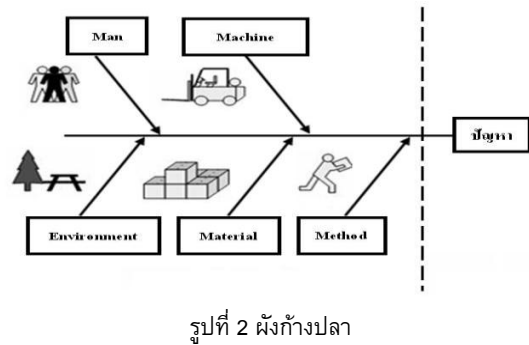 Man
Machine
ปัญหา
Environment
Material
Method
รูปที่ 2 ผังก้างปลา